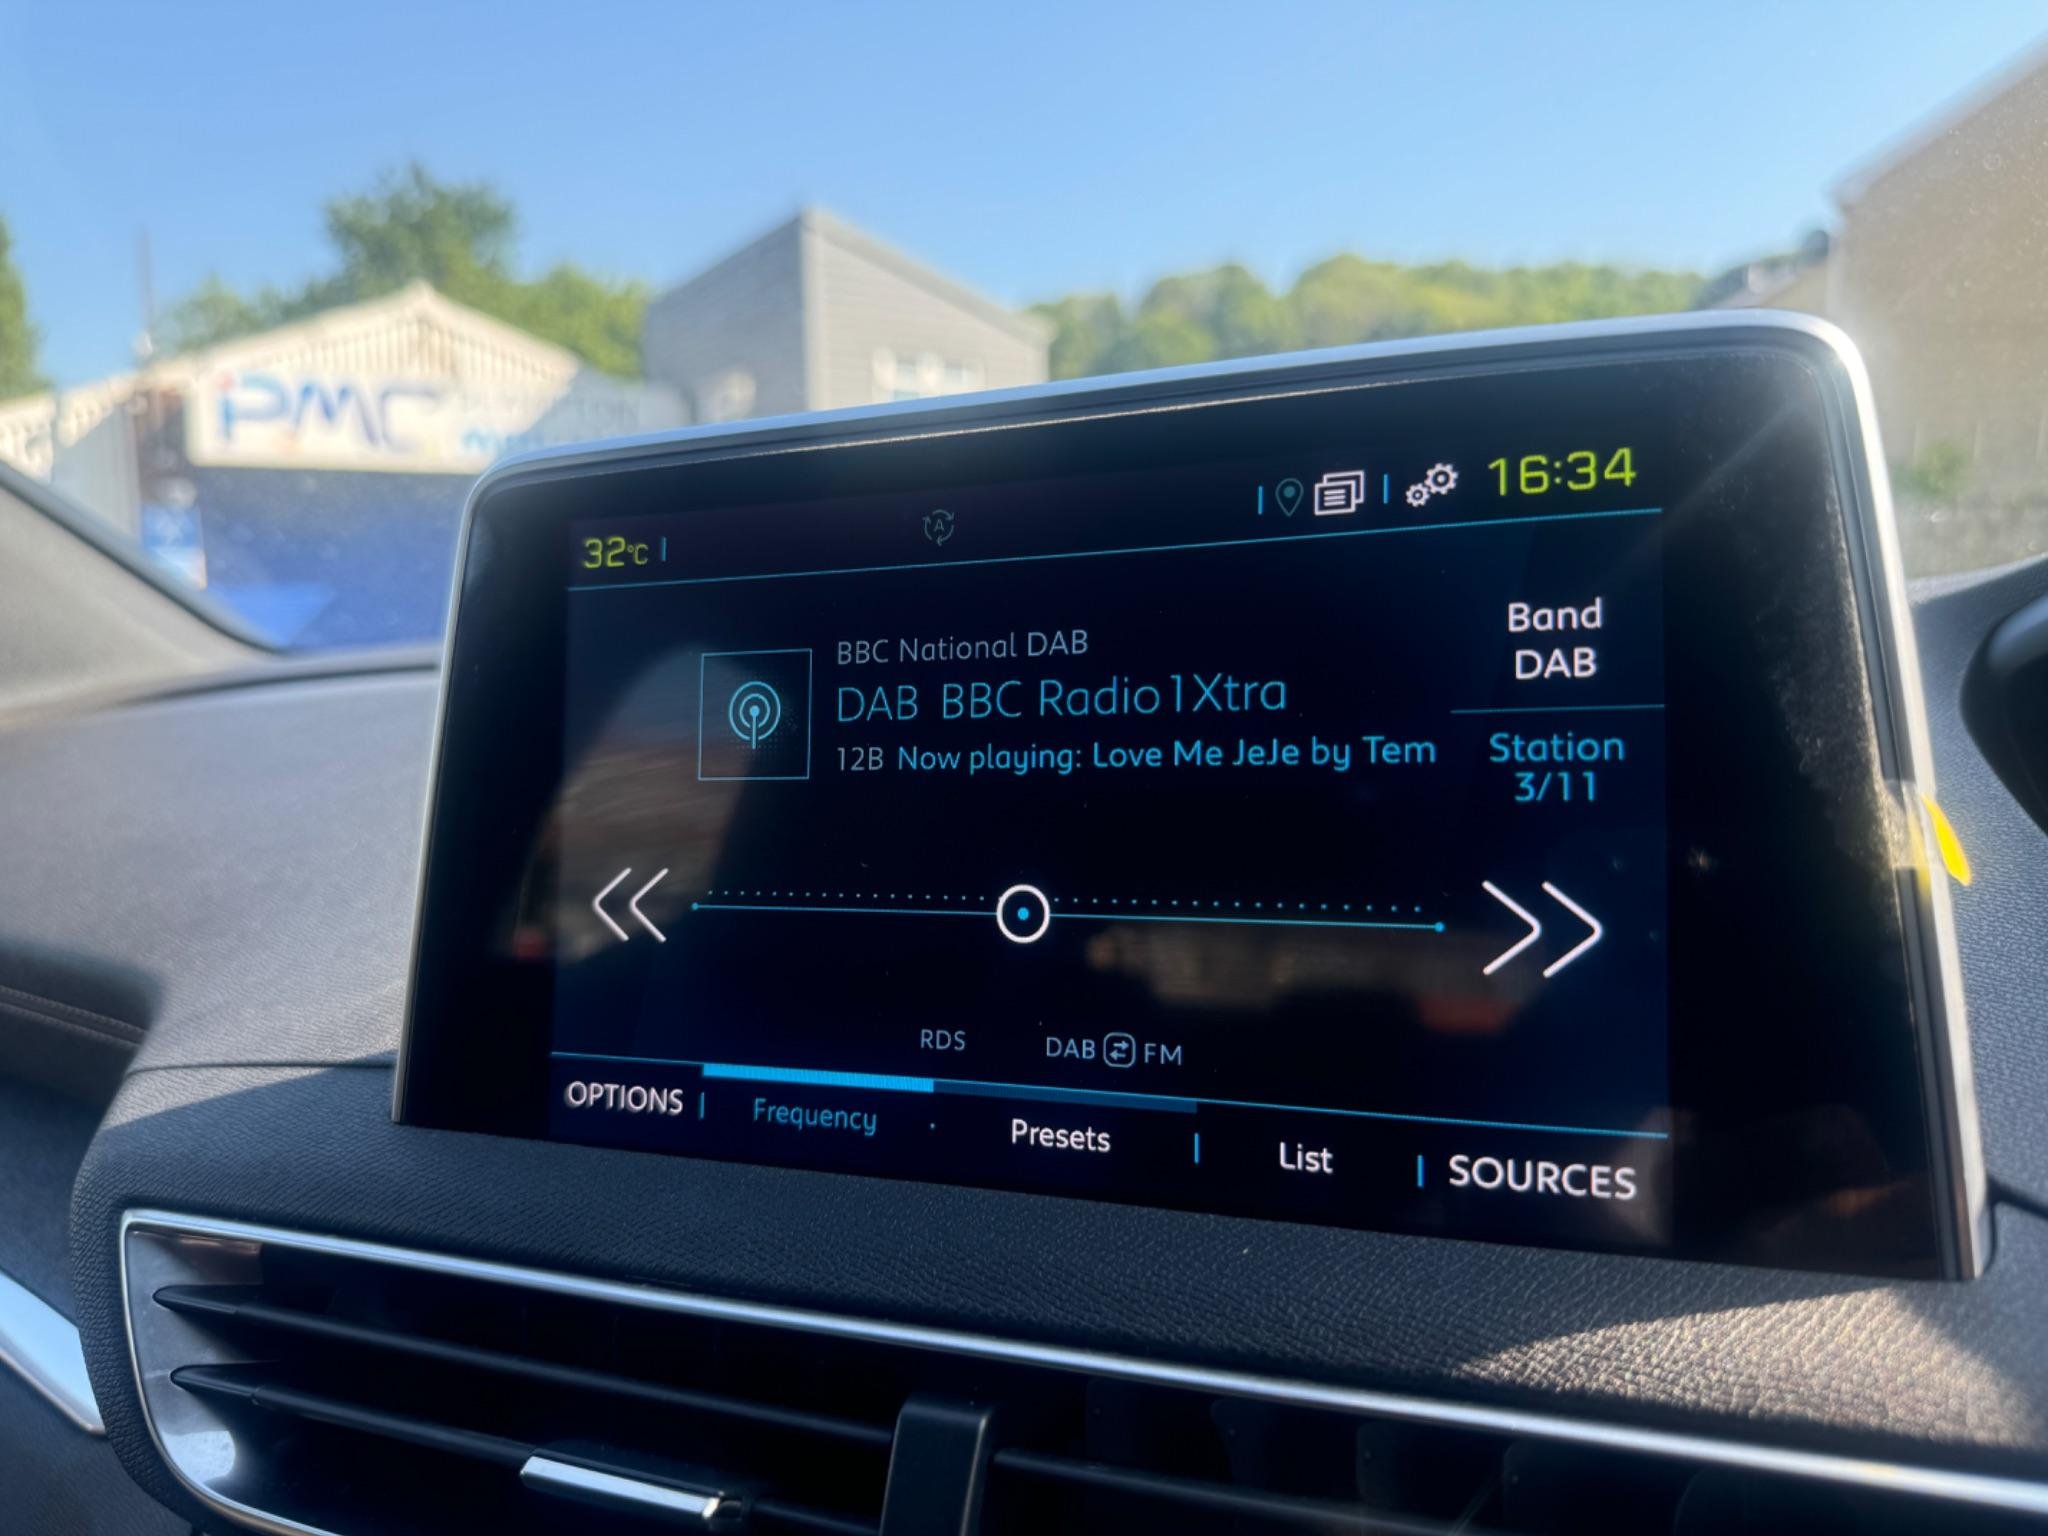 PMC
32°C
16:34
BBC National DAB
DAB BBC Radio 1Xtra
12B Now playing: Love Me JeJe by Tem
Band
DAB
Station
3/11
RDS DAB FM
OPTIONS Frequency Presets List SOURCES